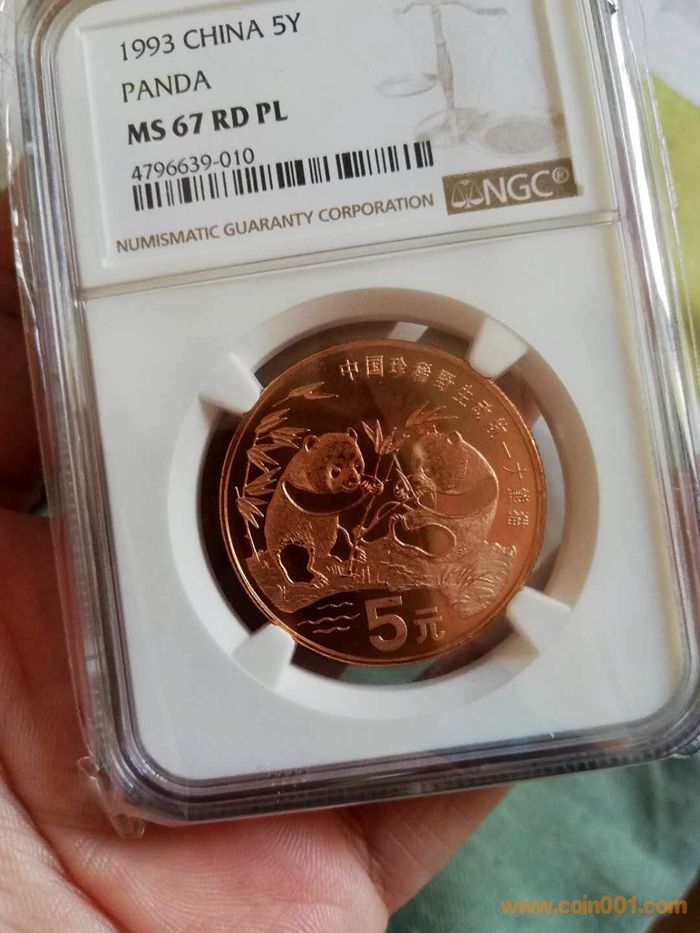 1993 CHINA 5Y
PANDA
MS 67 RD PL
4796639-010
NGC®
NUMISMATIC GUARANTY CORPORATION
中国珍稀野生动物一大熊猫
5元
www.coin001.com